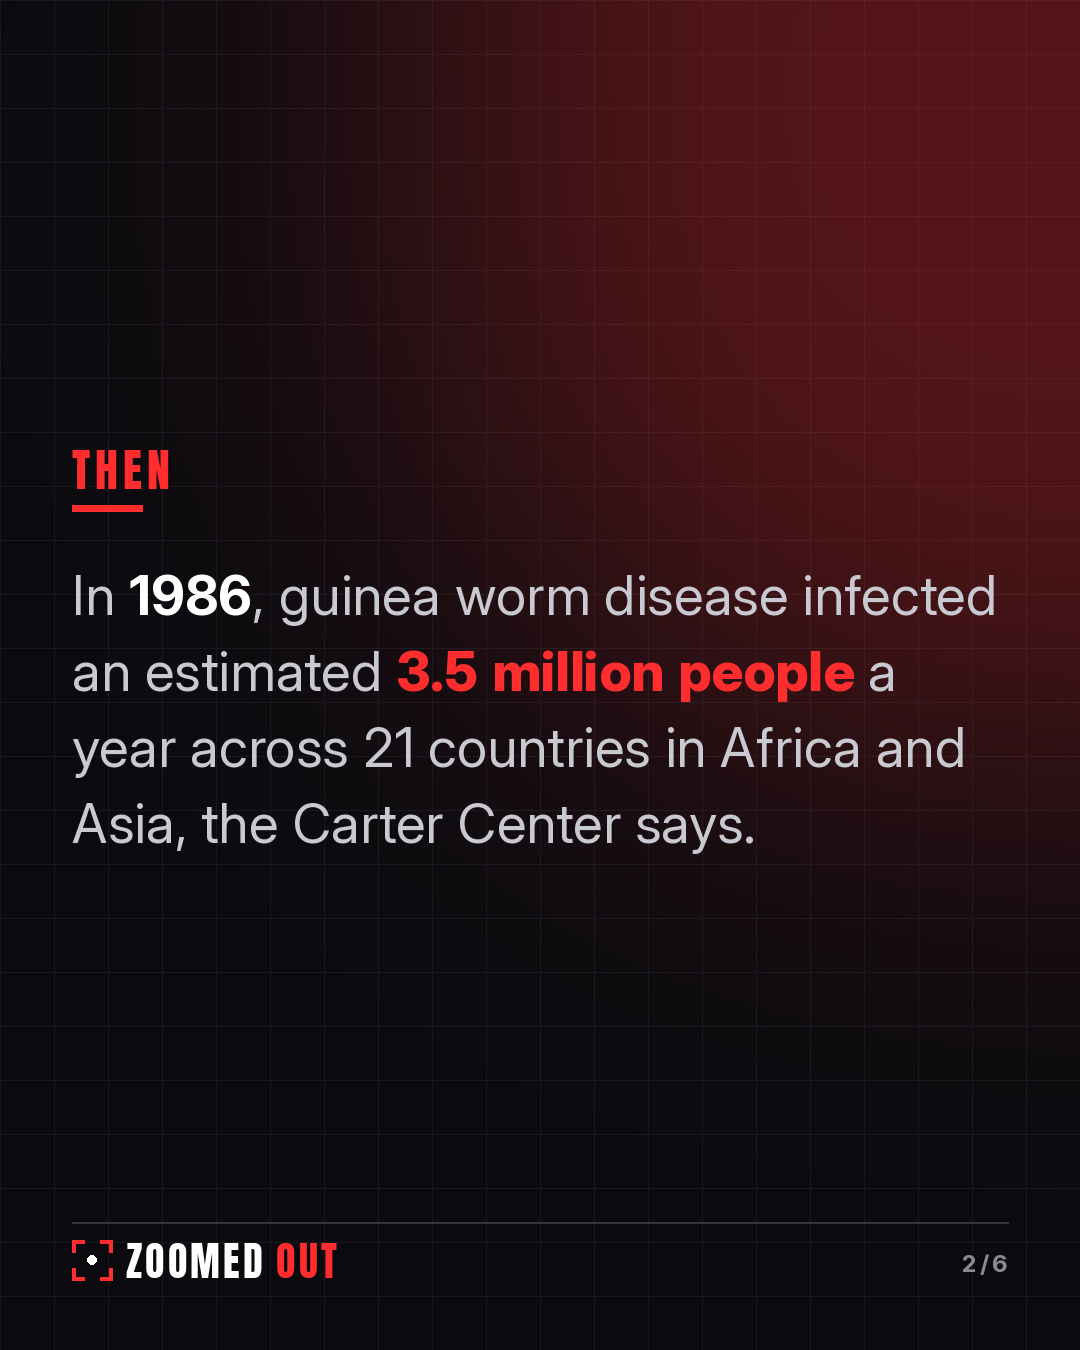 THEN
In 1986, guinea worm disease infected
an estimated 3.5 million people a
year across 21 countries in Africa and
Asia, the Carter Center says.
ZOOMED OUT
2/6